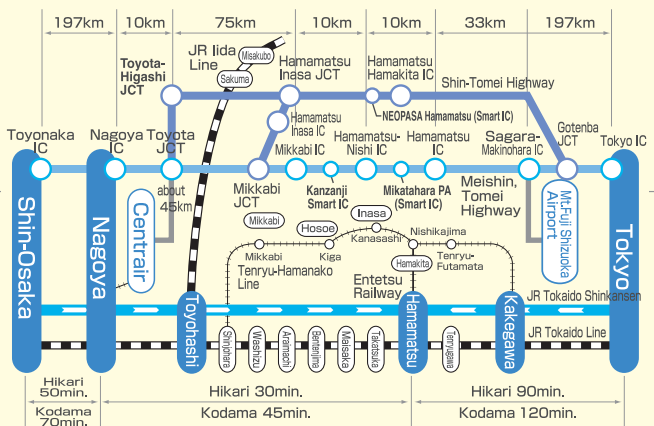 197km
10km
75km
10km
10km
33km
197km
Toyota-
Higashi
JCT
JR Iida
Line
Misakubo
Sakuma
Hamamatsu
Inasa JCT
Hamamatsu
Hamakita IC
Shin-Tomei Highway
NEOPASA Hamamatsu (Smart IC)
Hamamatsu
Inasa IC
Gotenba
JCT
Toyonaka
IC
Nagoya
IC
Toyota
JCT
Mikkabi IC
Hamamatsu-
Nishi IC
Hamamatsu
IC
Sagara-
Makinohara IC
Tokyo IC
about
45km
Mikkabi
JCT
Kanzanji
Smart IC
Mikatahara PA
(Smart IC)
Meishin,
Tomei
Highway
Mt.Fuji Shizuoka
Airport
Shin-Osaka
Nagoya
Centrair
Tokyo
Mikkabi
Hosoe
Inasa
Kanasashi
Nishikajima
Mikkabi
Kiga
Hamakita
Tenryu-
Futamata
Tenryu-Hamanako
Line
Entetsu
Railway
Toyohashi
Hamamatsu
Kakegawa
JR Tokaido Shinkansen
JR Tokaido Line
Shinjohara
Washizu
Araimachi
Bentenjima
Maisaka
Takatsuka
Tenryugawa
Hikari
50min.
Hikari 30min.
Hikari 90min.
Kodama
70min.
Kodama 45min.
Kodama 120min.